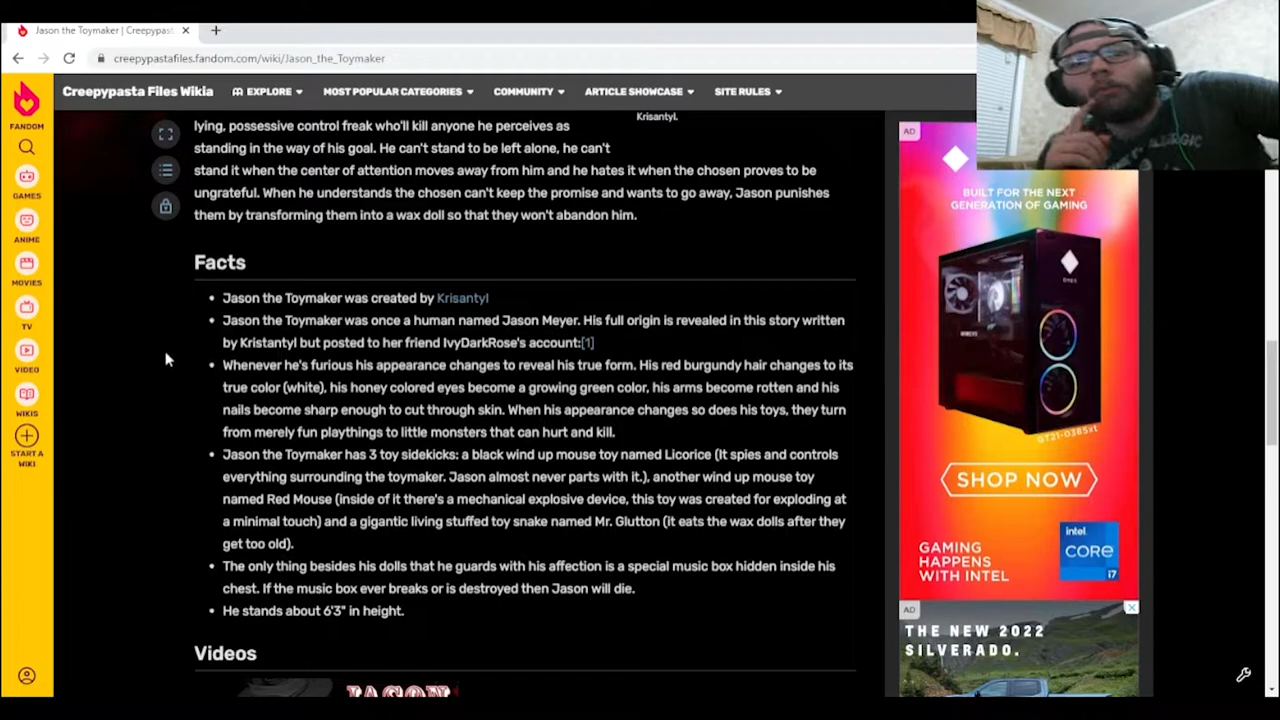 Jason the Toymaker | Creepypast
creepypastafiles.fandom.com/wiki/Jason_the_Toymaker
FANDOM
GAMES
ANIME
MOVIES
TV
VIDEO
WIKIS
START A
WIKI
Creepypasta Files Wikia
EXPLORE
MOST POPULAR CATEGORIES
COMMUNITY
ARTICLE SHOWCASE
SITE RULES
Krisantyl.
lying, possessive control freak who'll kill anyone he perceives as
standing in the way of his goal. He can't stand to be left alone, he can't
stand it when the center of attention moves away from him and he hates it when the chosen proves to be
ungrateful. When he understands the chosen can't keep the promise and wants to go away, Jason punishes
them by transforming them into a wax doll so that they won't abandon him.
Facts
• Jason the Toymaker was created by Krisantyl
• Jason the Toymaker was once a human named Jason Meyer. His full origin is revealed in this story written
by Kristantyl but posted to her friend IvyDarkRose's account:[1]
• Whenever he's furious his appearance changes to reveal his true form. His red burgundy hair changes to its
true color (white), his honey colored eyes become a growing green color, his arms become rotten and his
nails become sharp enough to cut through skin. When his appearance changes so does his toys, they turn
from merely fun playthings to little monsters that can hurt and kill.
• Jason the Toymaker has 3 toy sidekicks: a black wind up mouse toy named Licorice (It spies and controls
everything surrounding the toymaker. Jason almost never parts with it.), another wind up mouse toy
named Red Mouse (inside of it there's a mechanical explosive device, this toy was created for exploding at
a minimal touch) and a gigantic living stuffed toy snake named Mr. Glutton (it eats the wax dolls after they
get too old).
• The only thing besides his dolls that he guards with his affection is a special music box hidden inside his
chest. If the music box ever breaks or is destroyed then Jason will die.
• He stands about 6'3" in height.
Videos
JASON
AD
BUILT FOR THE NEXT
GENERATION OF GAMING
GT21-0385xt
SHOP NOW
GAMING
HAPPENS
WITH INTEL
intel.
CORE
i7
AD
THE NEW 2022
SILVERADO.